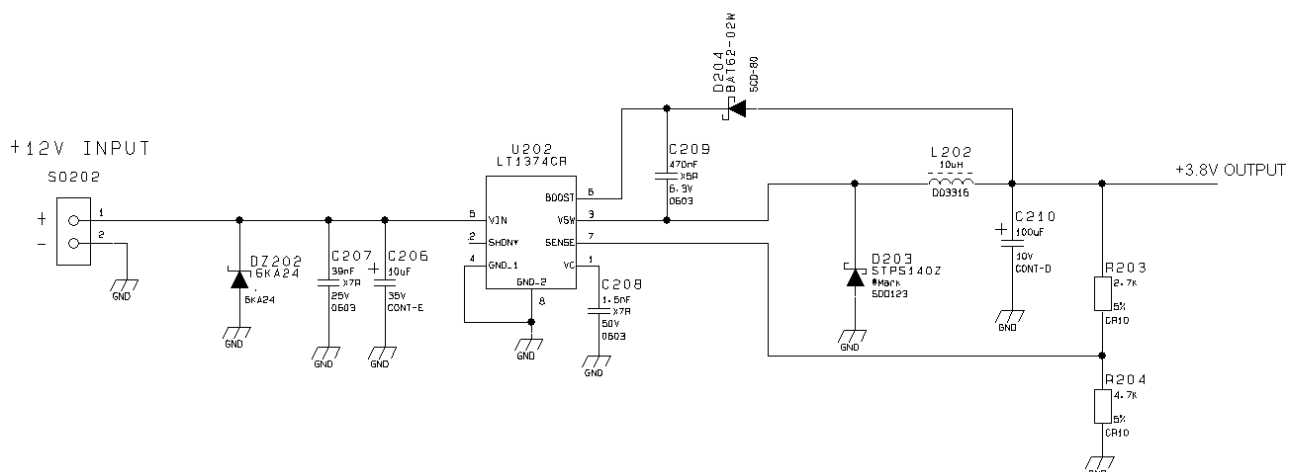 +12V INPUT
SO202
+
-
1
2
GND
DZ202
6KA24
6KA24
GND
C207
39nF
X7R
25V
0603
GND
+
C206
10uF
35V
CONT-E
GND
U202
LT1374CR
5
VIN
2
SHDN*
4
GND_1
GND_2
8
BOOST
6
VSW
3
SENSE
7
VC
1
GND
C208
1.5nF
X7R
50V
0603
GND
C209
470nF
X5R
6.3V
0603
D204
BAT62-02W
SCD-80
D203
STPS140Z
*Mark
SOD123
GND
L202
10uH
DO3316
+3.8V OUTPUT
+
C210
100uF
10V
CONT-D
GND
R203
2.7K
5%
CR10
R204
4.7K
5%
CR10
GND